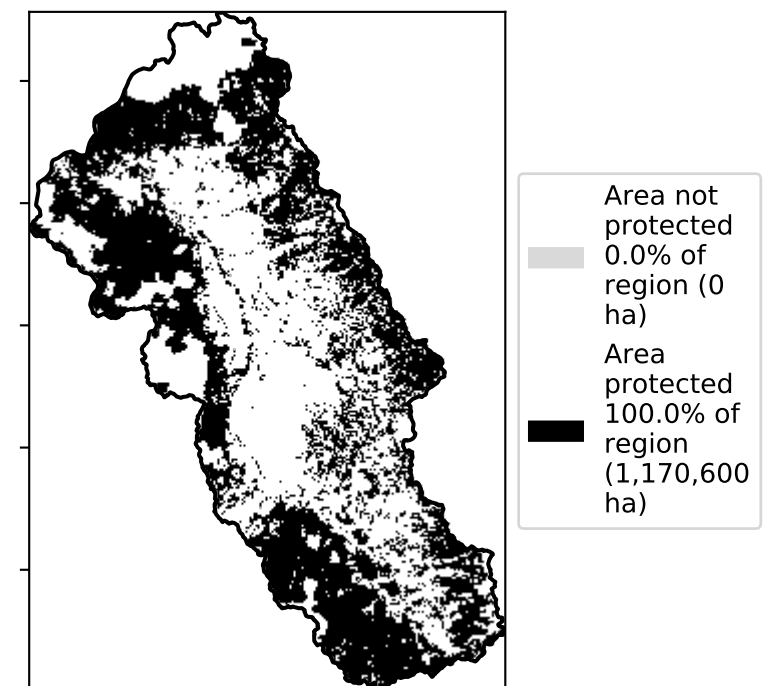 Area not
protected
0.0% of
region (0
ha)
Area
protected
100.0% of
region
(1,170,600
ha)